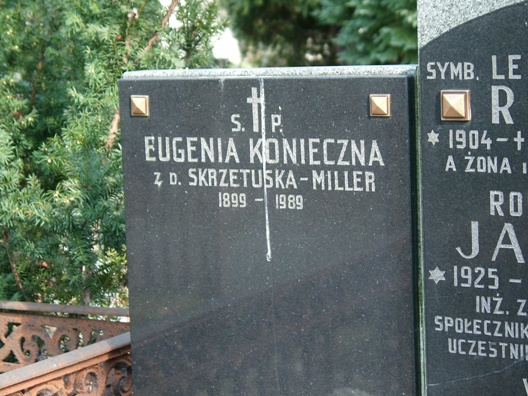 S. P.
EUGENIA KONIECZNA
Z D. SKRZETUSKA-MILLER
1899 - 1989
SYMB. LE
R
1904-
A ŻONA
RO
JA
1925 -
INŻ. Z
SPOŁECZNIK
UCZESTNI